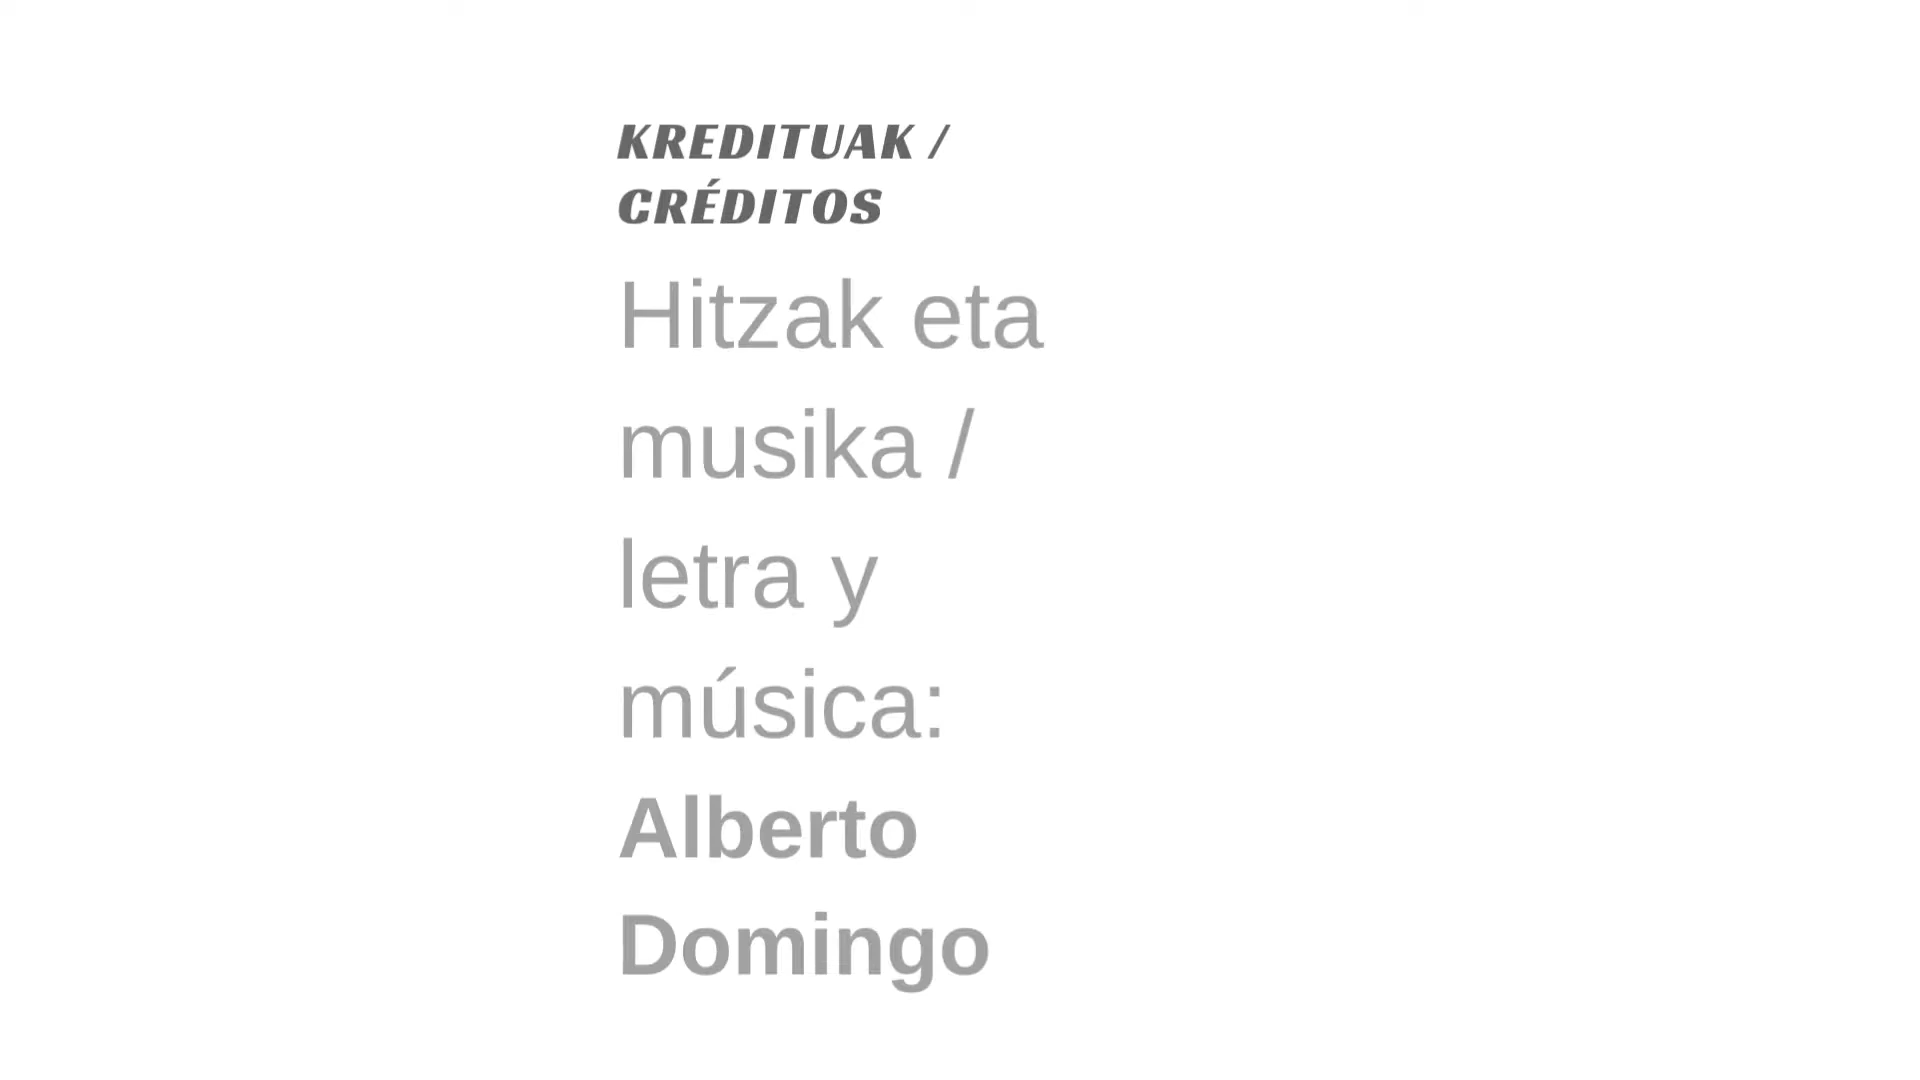 KREDITUAK /
CRÉDITOS
Hitzak eta
musika /
letra y
música:
Alberto
Domingo